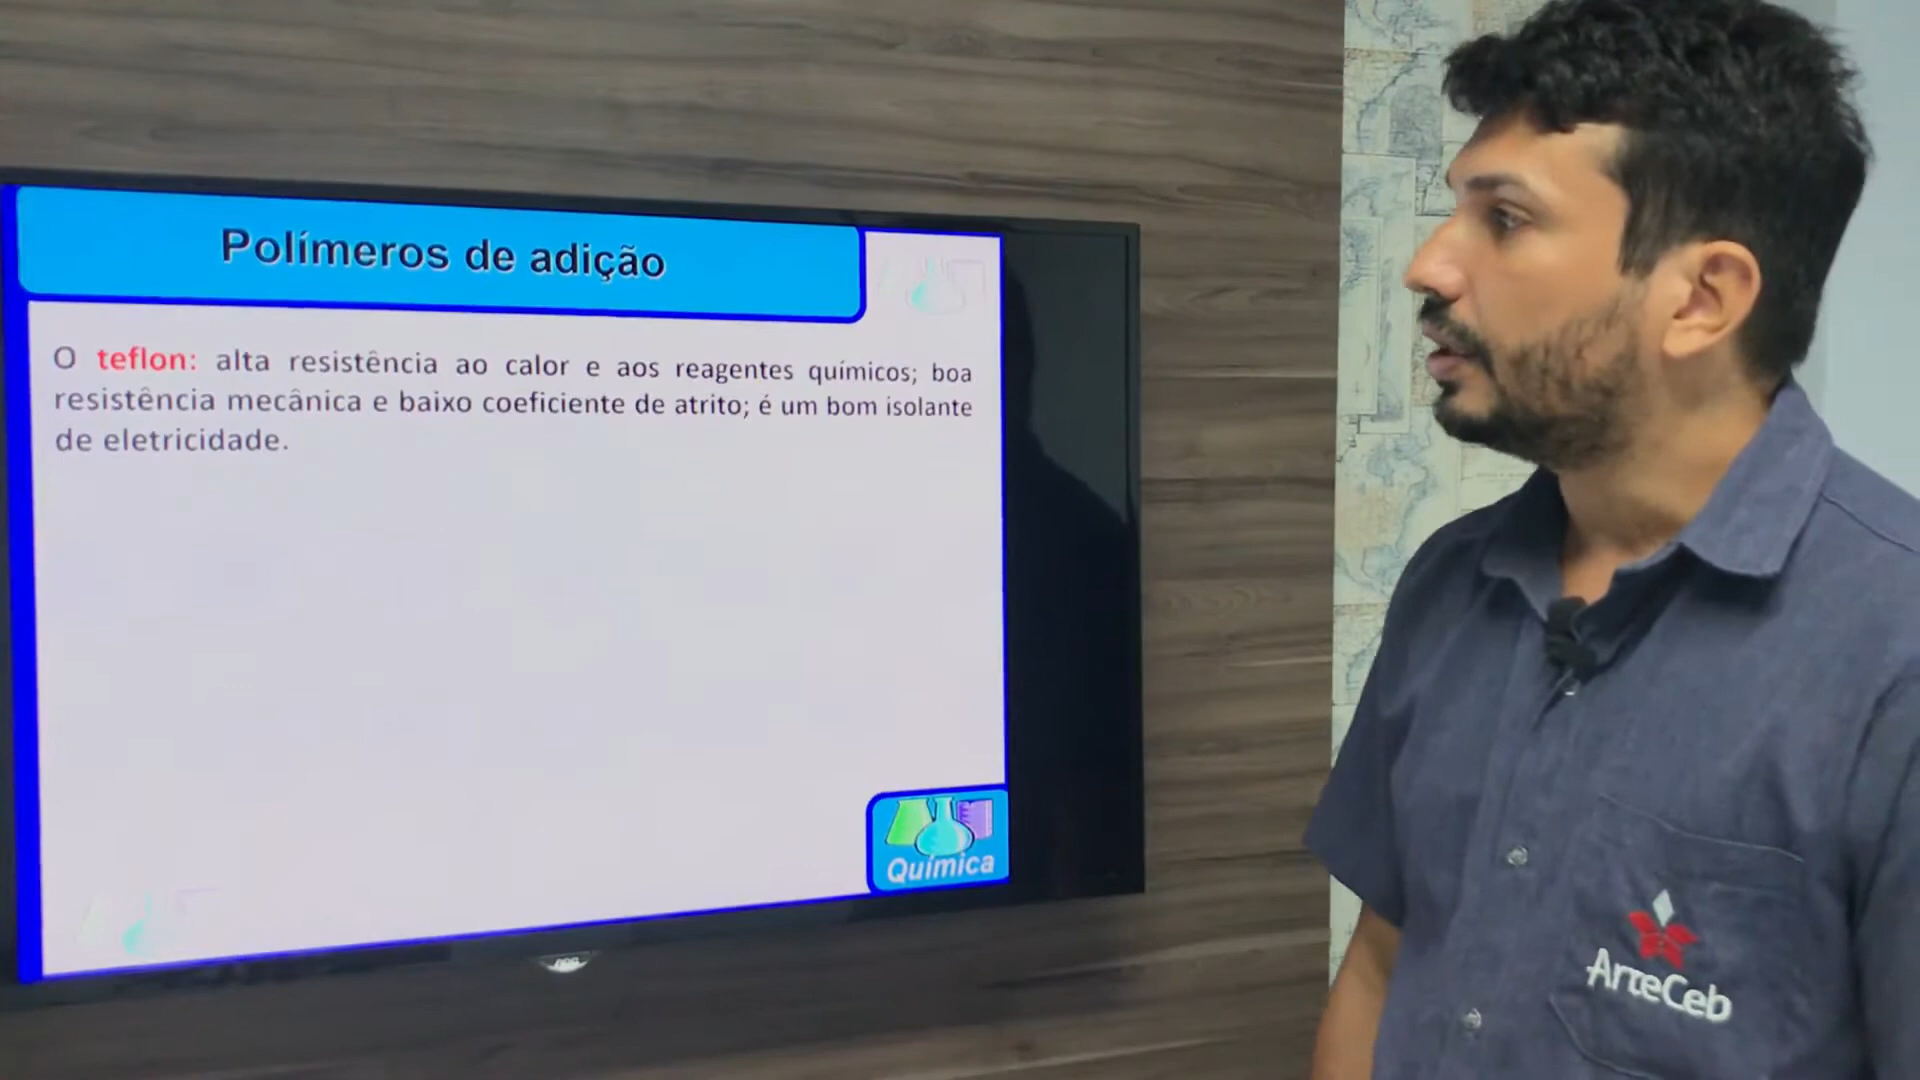 Polímeros de adição
O teflon: alta resistência ao calor e aos reagentes químicos; boa
resistência mecânica e baixo coeficiente de atrito; é um bom isolante
de eletricidade.
Química
ArteCeb